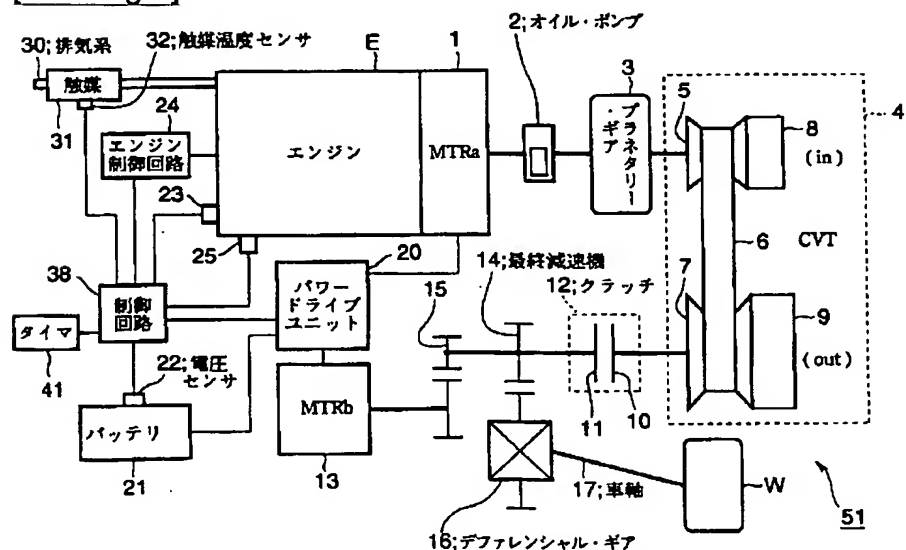 30;排気系
32;触媒温度センサ
触媒
31
24
エンジン
制御回路
23
25
E
1
エンジン
MTRa
2;オイル・ポンプ
3
プラネタリー
・ギア
5
4
8
(in)
6
CVT
7
9
(out)
38
制御
回路
タイマ
41
20
パワー
ドライブ
ユニット
22;電圧
センサ
バッテリ
21
MTRb
13
15
14;最終減速機
12;クラッチ
11
10
17;車軸
W
16;デファレンシャル・ギア
51